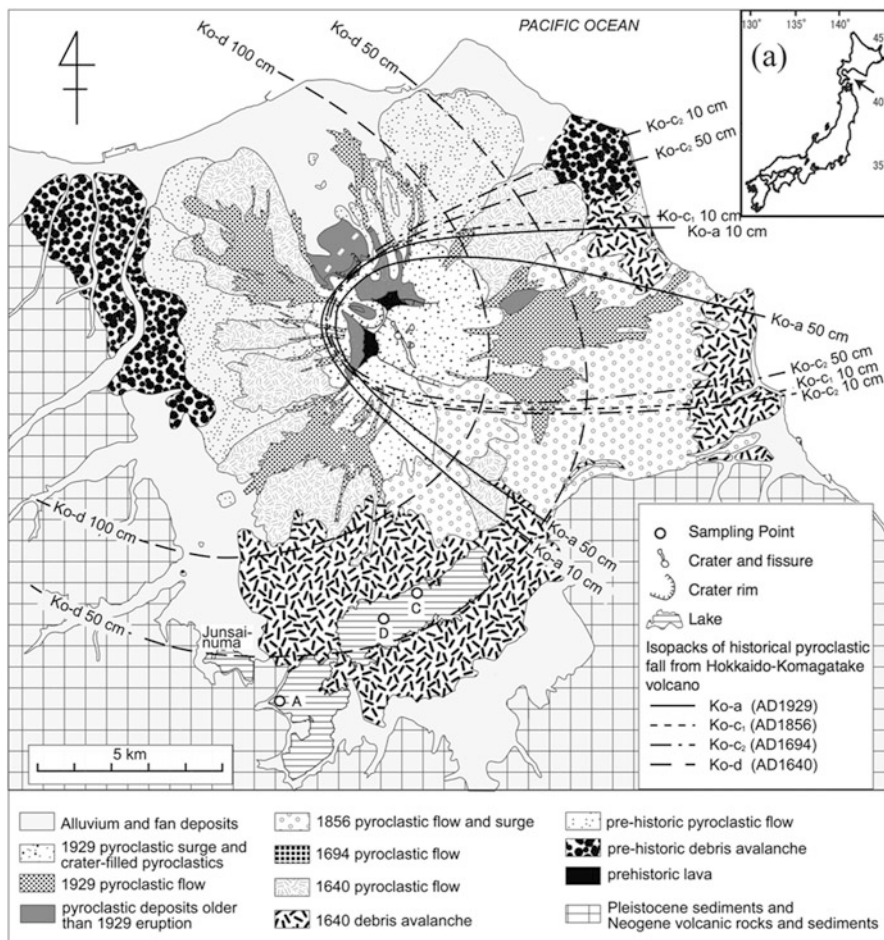 PACIFIC OCEAN
130° 135° 140° 145°
45°
(a)
40°
35°
4
Ko-d 100 cm
Ko-d 50 cm
Ko-c₂ 10 cm
Ko-c₂ 50 cm
Ko-c₁ 10 cm
Ko-a 10 cm
Ko-a 50 cm
Ko-c₂ 50 cm
Ko-c₁ 10 cm
Ko-c₂ 10 cm
Ko-d 100 cm
Ko-a 50 cm
Ko-a 10 cm
Ko-d 50 cm
Junsai-
numa
C
D
A
5 km
Sampling Point
Crater and fissure
Crater rim
Lake
Isopacks of historical pyroclastic
fall from Hokkaido-Komagatake
volcano
Ko-a (AD1929)
Ko-c₁ (AD1856)
Ko-c₂ (AD1694)
Ko-d (AD1640)
Alluvium and fan deposits
1929 pyroclastic surge and
crater-filled pyroclastics
1929 pyroclastic flow
pyroclastic deposits older
than 1929 eruption
1856 pyroclastic flow and surge
1694 pyroclastic flow
1640 pyroclastic flow
1640 debris avalanche
pre-historic pyroclastic flow
pre-historic debris avalanche
prehistoric lava
Pleistocene sediments and
Neogene volcanic rocks and sediments